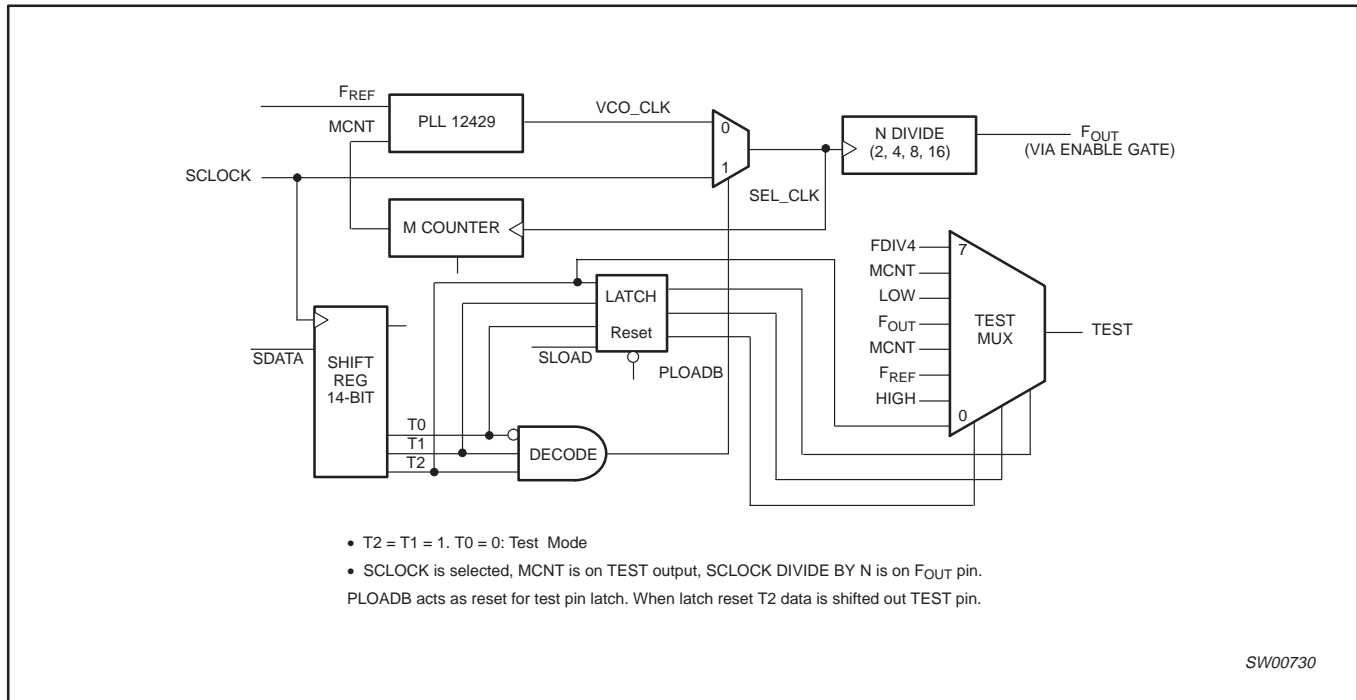 FREF
MCNT
PLL 12429
VCO_CLK
0
1
N DIVIDE
(2, 4, 8, 16)
FOUT
(VIA ENABLE GATE)
SCLOCK
SEL_CLK
M COUNTER
LATCH
Reset
SLOAD
PLOADB
FDIV4
MCNT
LOW
FOUT
MCNT
FREF
HIGH
7
TEST
MUX
0
TEST
SDATA
SHIFT
REG
14-BIT
T0
T1
T2
DECODE
• T2 = T1 = 1. T0 = 0: Test Mode
• SCLOCK is selected, MCNT is on TEST output, SCLOCK DIVIDE BY N is on FOUT pin.
PLOADB acts as reset for test pin latch. When latch reset T2 data is shifted out TEST pin.
SW00730